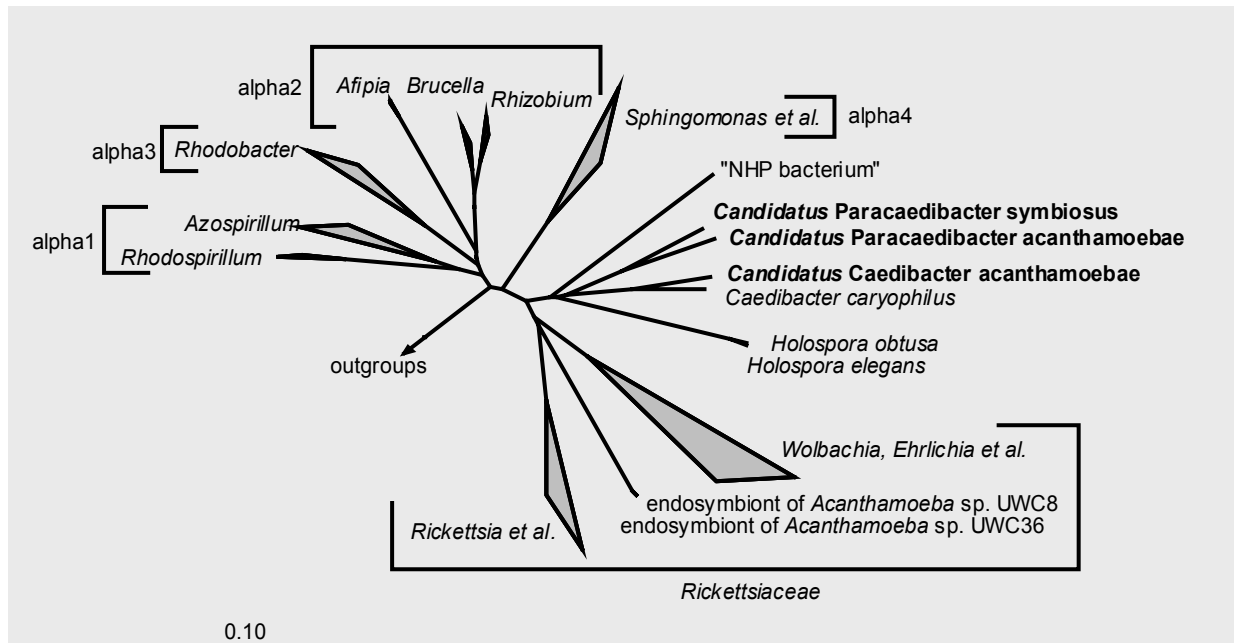 alpha2
Afipia
Brucella
Rhizobium
Sphingomonas et al.
alpha4
alpha3
Rhodobacter
"NHP bacterium"
Candidatus Paracaedibacter symbiosus
Candidatus Paracaedibacter acanthamoebae
alpha1
Azospirillum
Rhodospirillum
Candidatus Caedibacter acanthamoebae
Caedibacter caryophilus
Holospora obtusa
Holospora elegans
outgroups
Wolbachia, Ehrlichia et al.
endosymbiont of Acanthamoeba sp. UWC8
endosymbiont of Acanthamoeba sp. UWC36
Rickettsia et al.
Rickettsiaceae
0.10